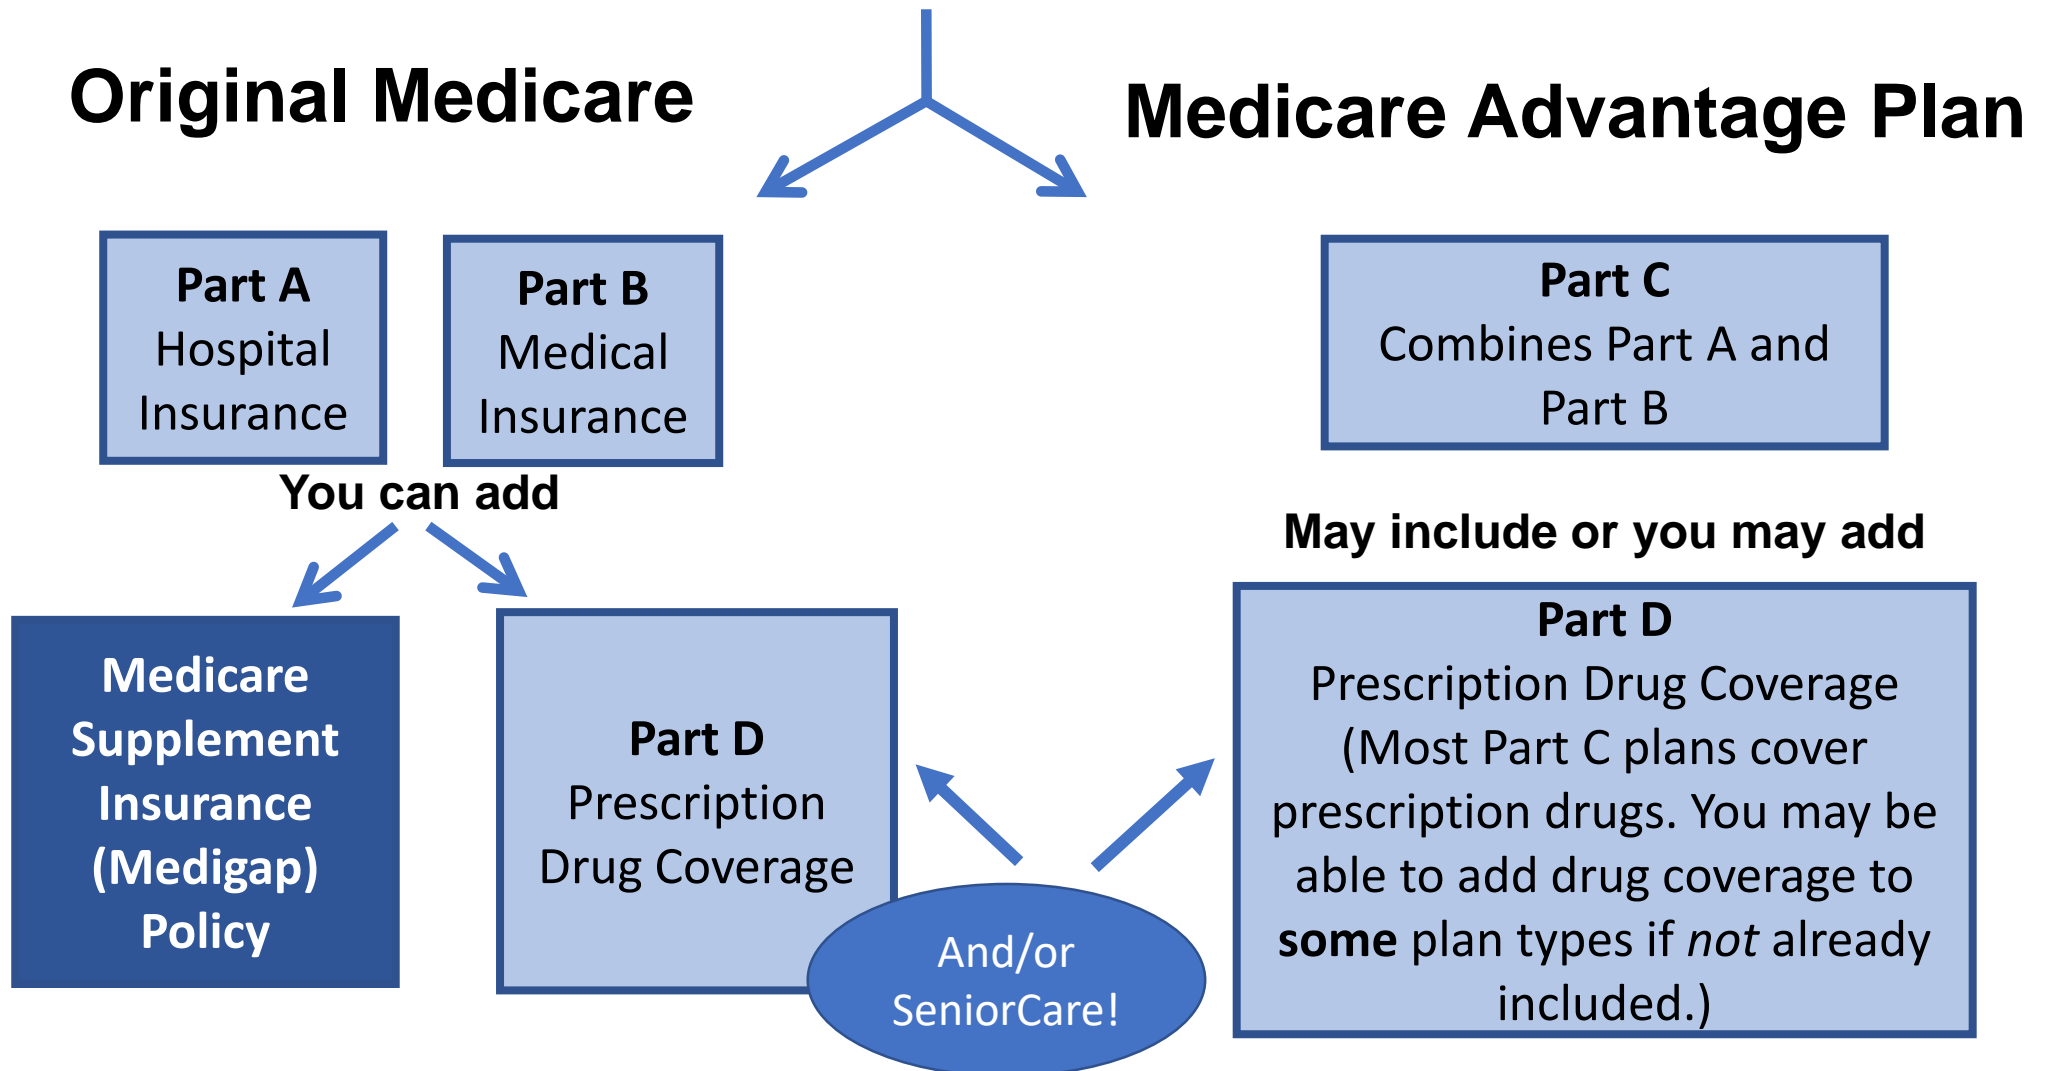 Original Medicare
Medicare Advantage Plan
Part A
Hospital
Insurance
Part B
Medical
Insurance
Part C
Combines Part A and
Part B
You can add
May include or you may add
Medicare
Supplement
Insurance
(Medigap)
Policy
Part D
Prescription
Drug Coverage
And/or
SeniorCare!
Part D
Prescription Drug Coverage
(Most Part C plans cover
prescription drugs. You may be
able to add drug coverage to
some plan types if not already
included.)